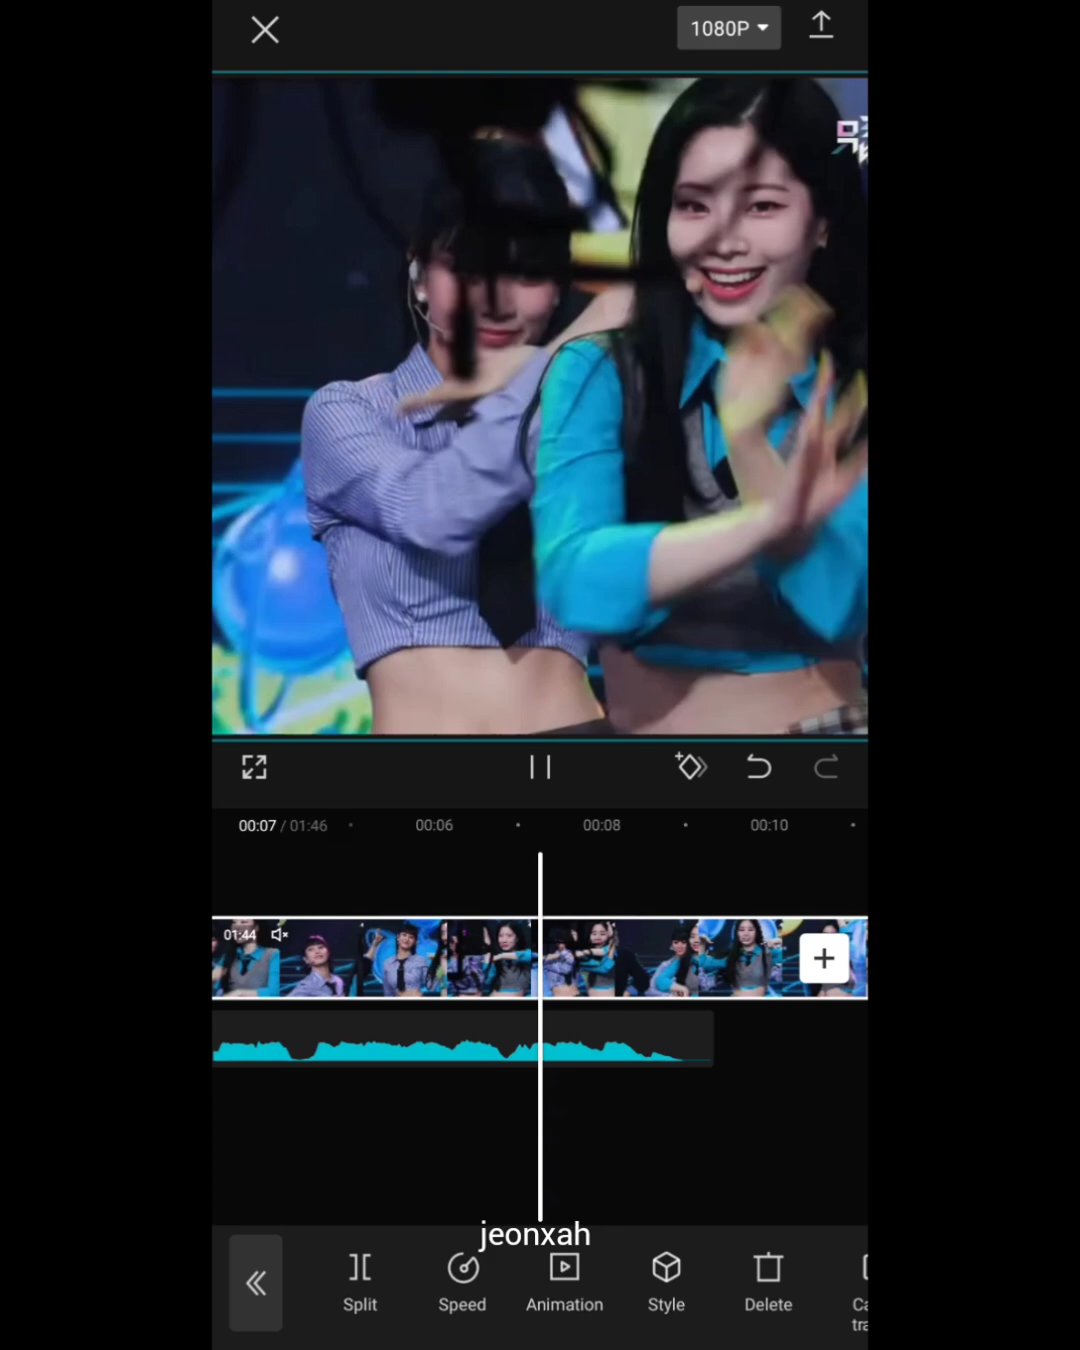 1080P
00:07 / 01:46
00:06
00:08
00:10
01:44
jeonxah
Split
Speed
Animation
Style
Delete